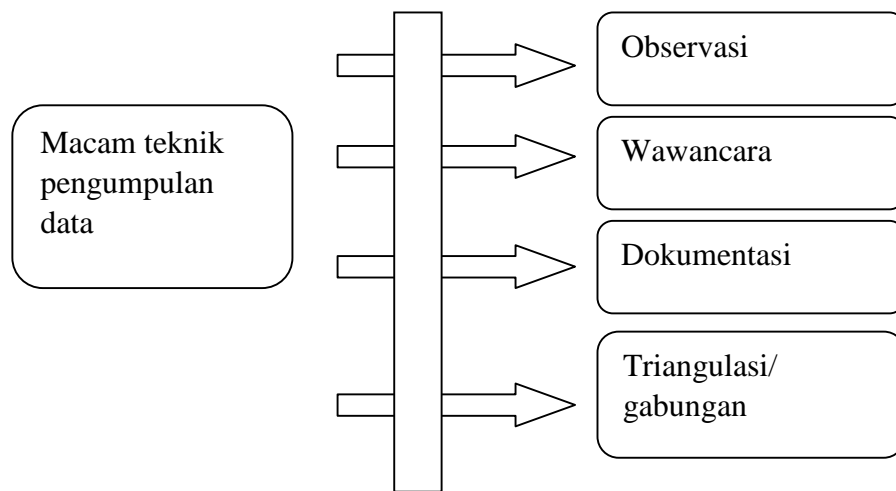 Macam teknik
pengumpulan
data
Observasi
Wawancara
Dokumentasi
Triangulasi/
gabungan